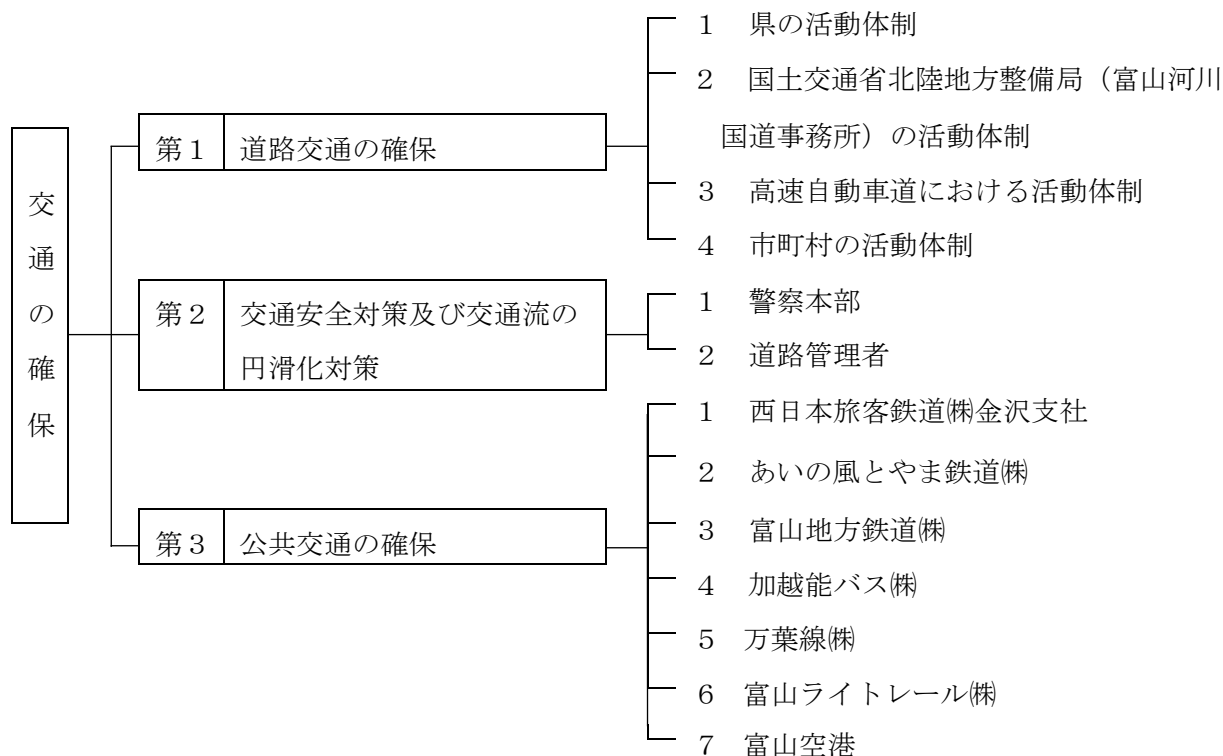 交通の確保
第１ 道路交通の確保
１ 県の活動体制
２ 国土交通省北陸地方整備局（富山河川
国道事務所）の活動体制
３ 高速自動車道における活動体制
４ 市町村の活動体制
第２ 交通安全対策及び交通流の
円滑化対策
１ 警察本部
２ 道路管理者
第３ 公共交通の確保
１ 西日本旅客鉄道㈱金沢支社
２ あいの風とやま鉄道㈱
３ 富山地方鉄道㈱
４ 加越能バス㈱
５ 万葉線㈱
６ 富山ライトレール㈱
７ 富山空港